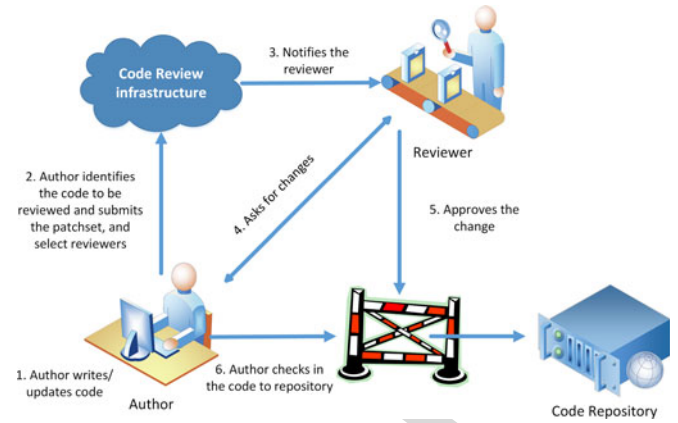 Code Review
infrastructure
3. Notifies the
reviewer
Reviewer
2. Author identifies
the code to be
reviewed and submits
the patchset, and
select reviewers
4. Asks for changes
5. Approves the
change
1. Author writes/
updates code
Author
6. Author checks in
the code to repository
Code Repository